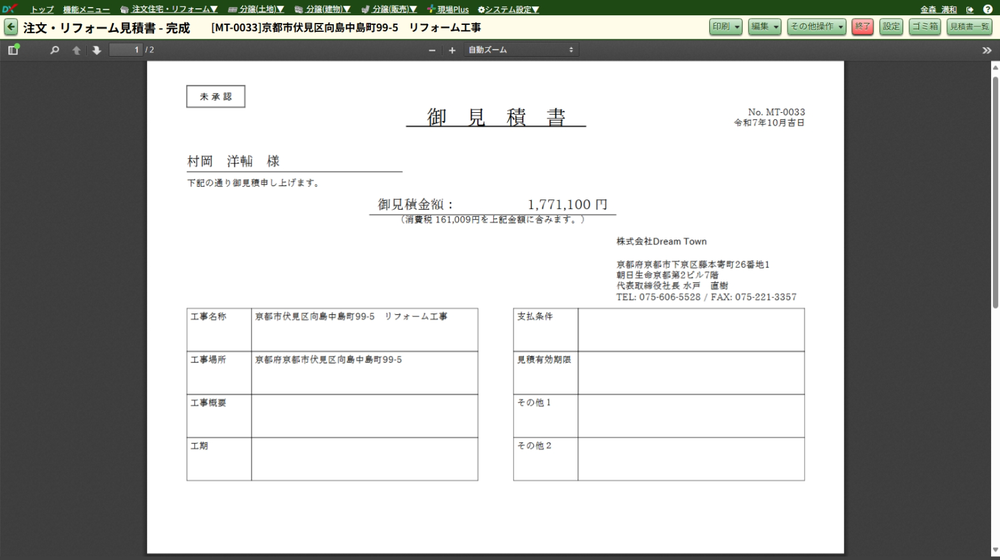 DX トップ 機能メニュー 注文住宅・リフォーム▼ 分譲(土地)▼ 分譲(建物)▼ 分譲(販売)▼ 現場Plus システム設定▼ 金森 満和
注文・リフォーム見積書 - 完成 [MT-0033]京都市伏見区向島中島町99-5 リフォーム工事 印刷 編集 その他操作 終了 設定 ゴミ箱 見積書一覧
1 / 2 自動ズーム
未 承 認
御 見 積 書
No. MT-0033
令和7年10月吉日
村岡 洋輔 様
下記の通り御見積申し上げます。
御見積金額： 1,771,100 円
（消費税 161,009円を上記金額に含みます。）
株式会社Dream Town
京都府京都市下京区藤本寄町26番地1
朝日生命京都第2ビル7階
代表取締役社長 水戸 直樹
TEL: 075-606-5528 / FAX: 075-221-3357
工事名称 京都市伏見区向島中島町99-5 リフォーム工事
工事場所 京都府京都市伏見区向島中島町99-5
工事概要
工期
支払条件
見積有効期限
その他１
その他２